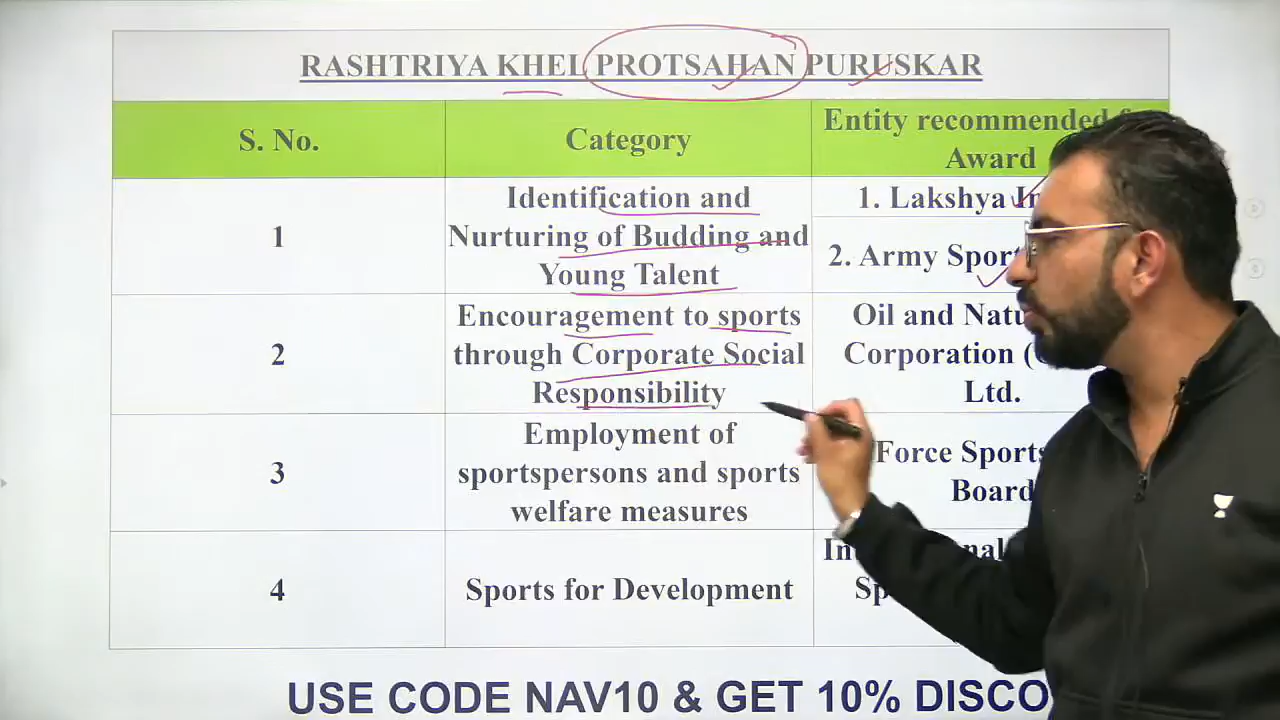 RASHTRIYA KHEL PROTSAHAN PURUSKAR
S. No.
Category
Entity recommended
Award
1
Identification and
Nurturing of Budding and
Young Talent
1. Lakshya
2. Army
2
Encouragement to sports
through Corporate Social
Responsibility
Oil and
Corporation
Ltd.
3
Employment of
sportspersons and sports
welfare measures
Force Sports
Board
4
Sports for Development
USE CODE NAV10 & GET 10%